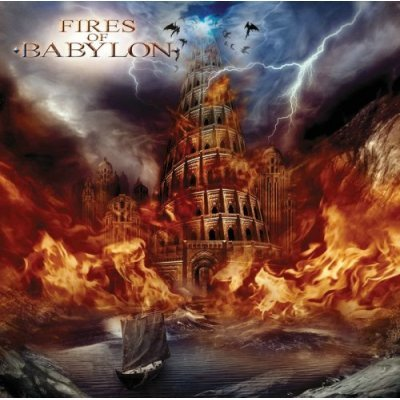 FIRES
OF
·BABYLON·